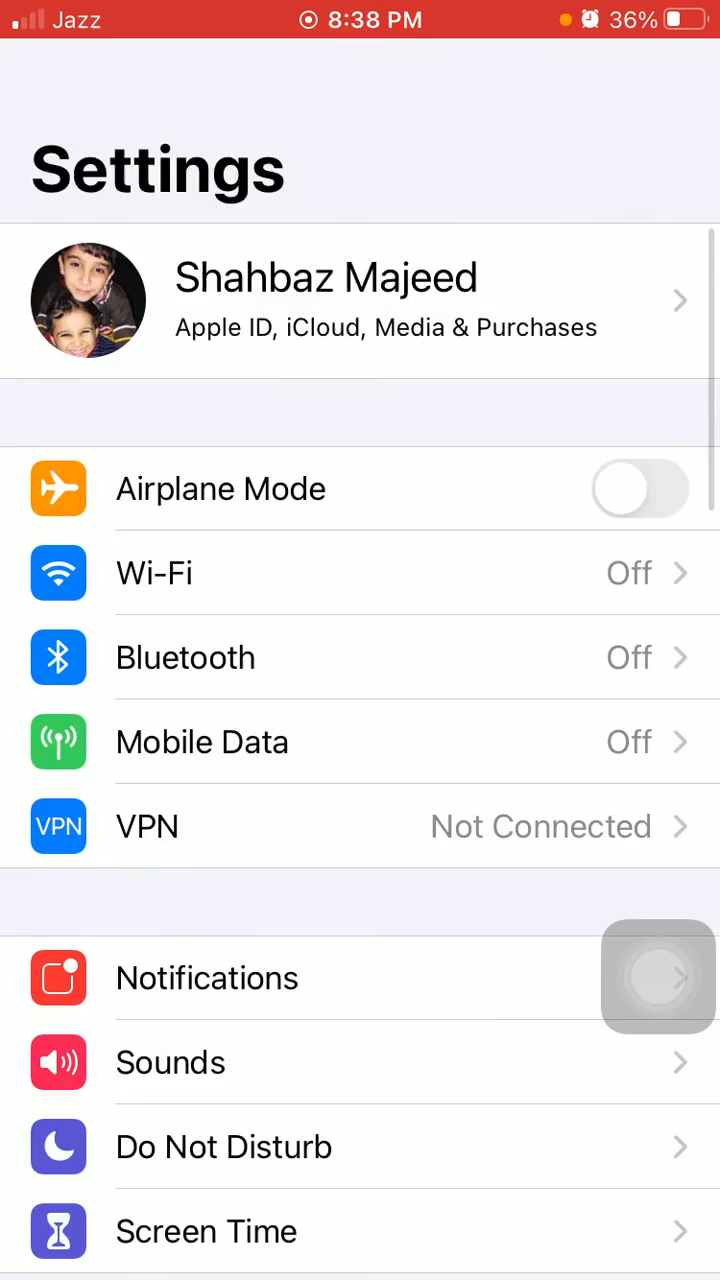 Jazz 8:38 PM 36%
Settings
Shahbaz Majeed
Apple ID, iCloud, Media & Purchases
Airplane Mode
Wi-Fi Off
Bluetooth Off
Mobile Data Off
VPN VPN Not Connected
Notifications
Sounds
Do Not Disturb
Screen Time